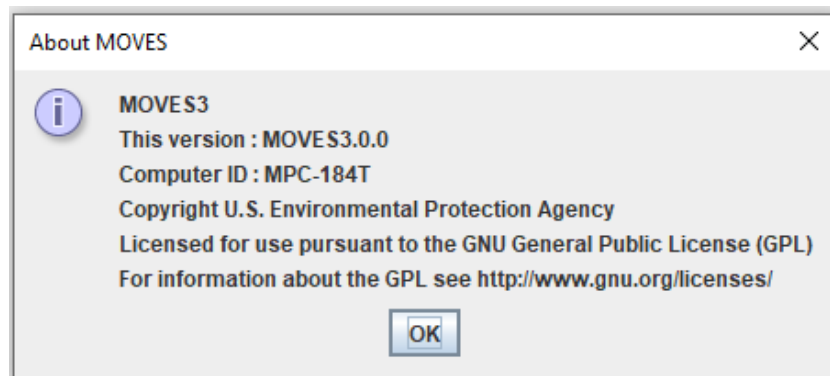 About MOVES
MOVES3
This version : MOVES3.0.0
Computer ID : MPC-184T
Copyright U.S. Environmental Protection Agency
Licensed for use pursuant to the GNU General Public License (GPL)
For information about the GPL see http://www.gnu.org/licenses/
OK